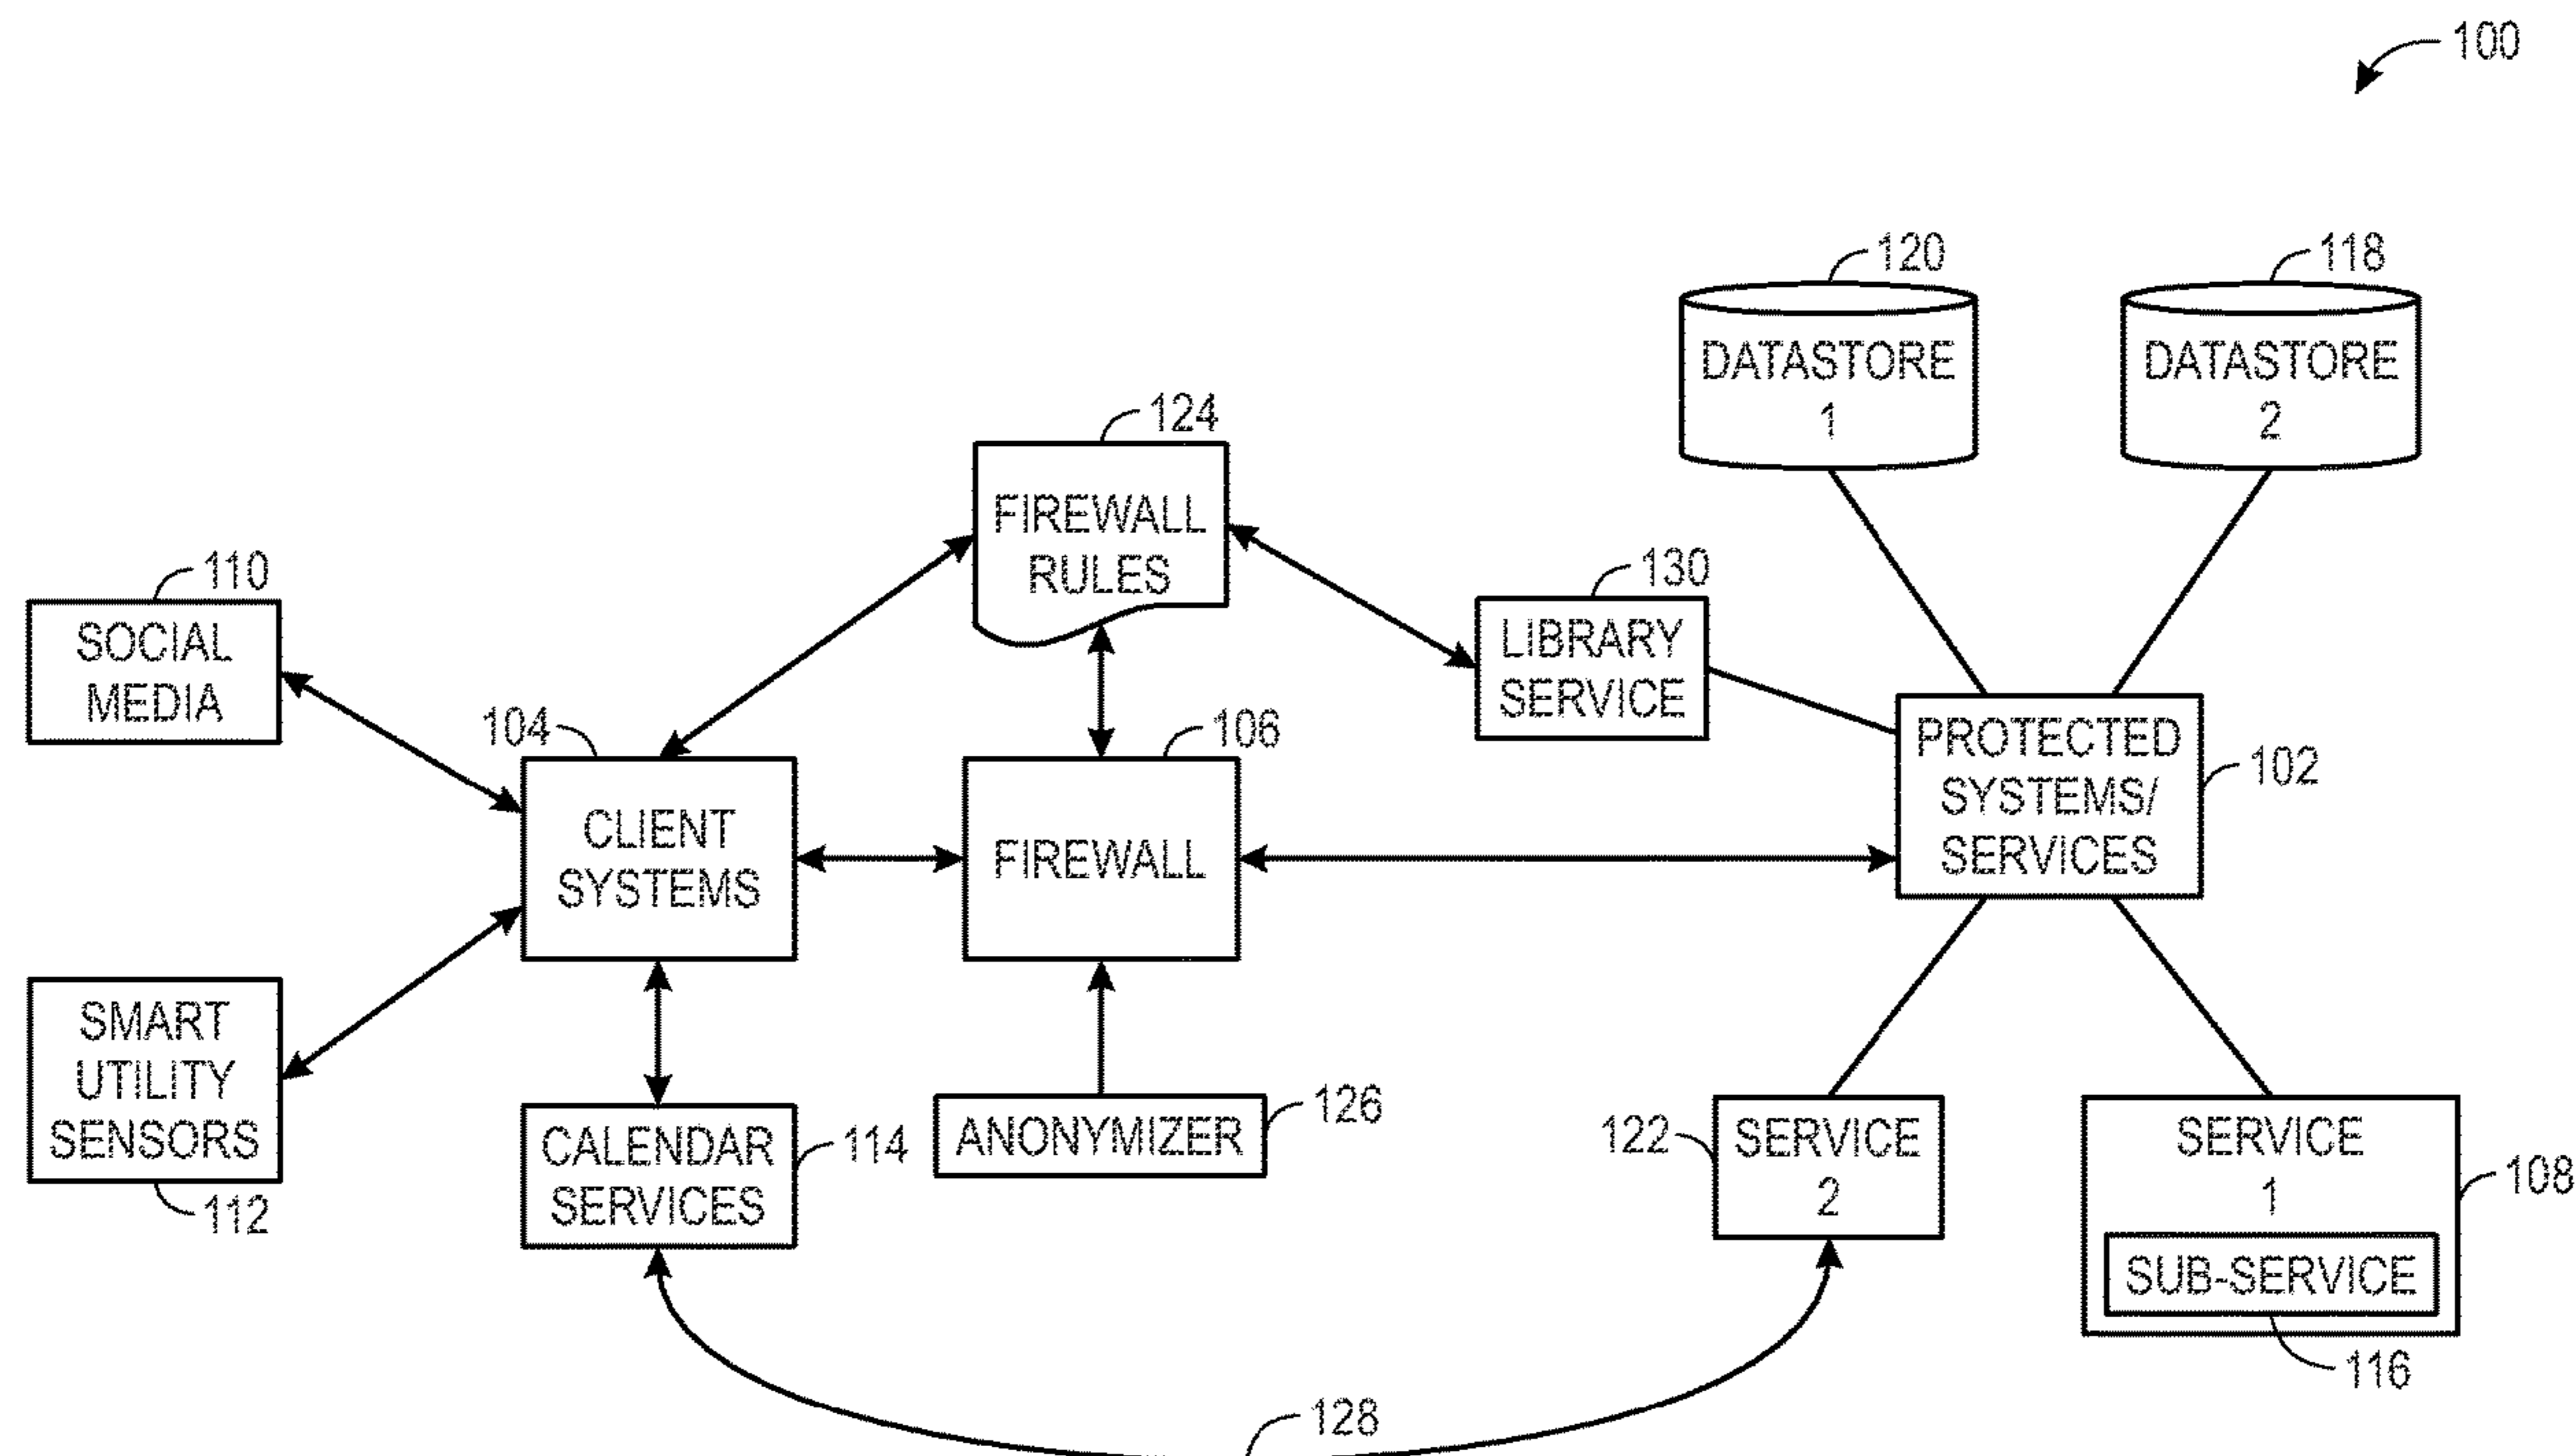 100
120
118
DATASTORE
1
DATASTORE
2
124
FIREWALL
RULES
110
SOCIAL
MEDIA
130
LIBRARY
SERVICE
104
CLIENT
SYSTEMS
106
FIREWALL
PROTECTED
SYSTEMS/
SERVICES
102
SMART
UTILITY
SENSORS
112
CALENDAR
SERVICES
114
ANONYMIZER
126
122
SERVICE
2
SERVICE
1
108
SUB-SERVICE
116
128